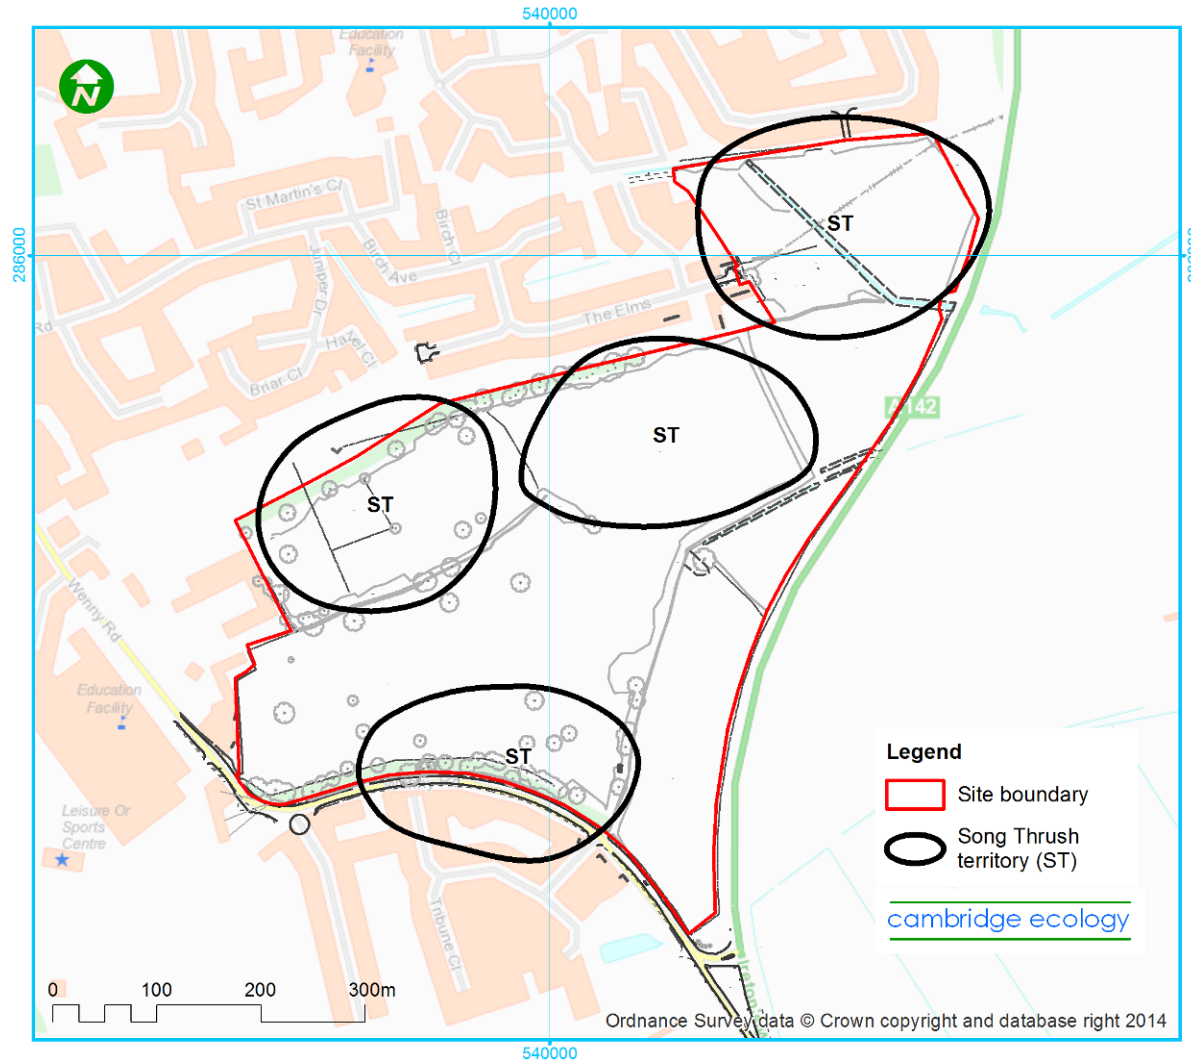 540000
Education
Facility
N
St Martin's Cl
Birch Cl
ST
286000
Birch Ave
Juniper Dr
The Elms
Rd
Hazel Cl
Briar Cl
A142
ST
ST
Wenny Rd
Education
Facility
ST
Legend
Site boundary
Song Thrush
territory (ST)
Leisure Or
Sports
Centre
Tribune Cl
cambridge ecology
0 100 200 300m
Ordnance Survey data © Crown copyright and database right 2014
540000